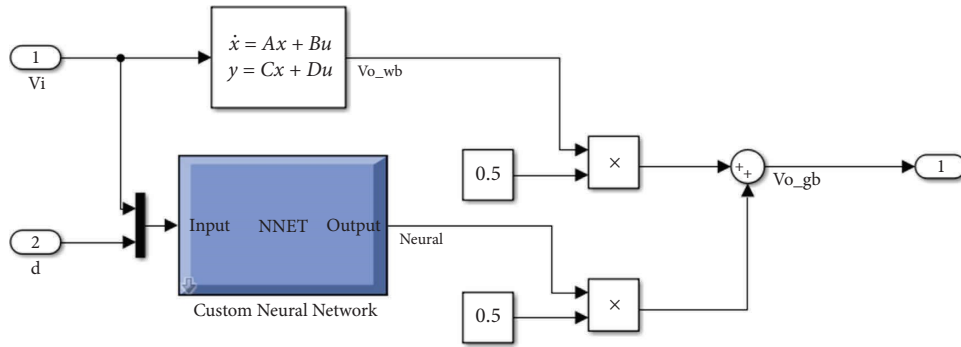 1
Vi
ẋ = Ax + Bu
y = Cx + Du
Vo_wb
0.5
×
++
Vo_gb
1
2
d
Input NNET Output
Custom Neural Network
Neural
0.5
×